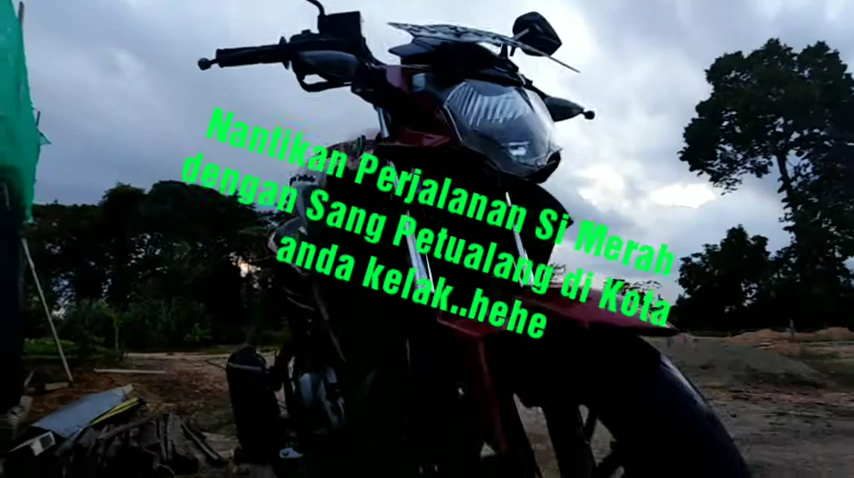 Nantikan Perjalanan Si Merah
dengan Sang Petualang di Kota
anda kelak..hehe